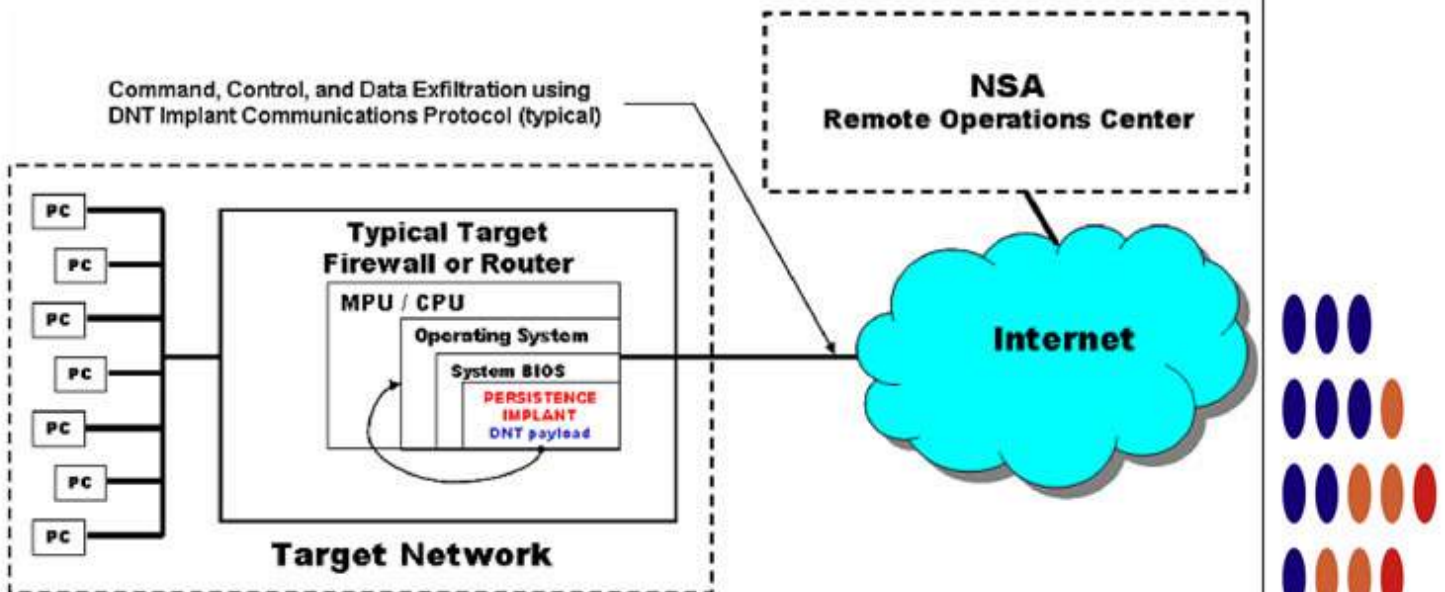 NSA
Remote Operations Center
Command, Control, and Data Exfiltration using
DNT Implant Communications Protocol (typical)
PC
PC
PC
PC
PC
PC
PC
Typical Target
Firewall or Router
MPU / CPU
Operating System
System BIOS
PERSISTENCE
IMPLANT
DNT payload
Internet
Target Network